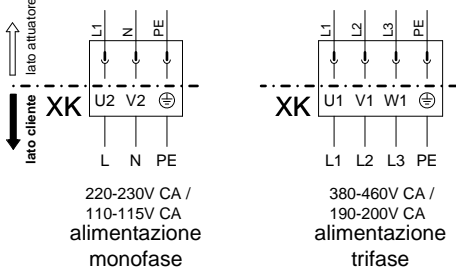 lato attuatore
lato cliente
L1 N PE
XK U2 V2
L N PE
220-230V CA /
110-115V CA
alimentazione
monofase
L1 L2 L3 PE
XK U1 V1 W1
L1 L2 L3 PE
380-460V CA /
190-200V CA
alimentazione
trifase